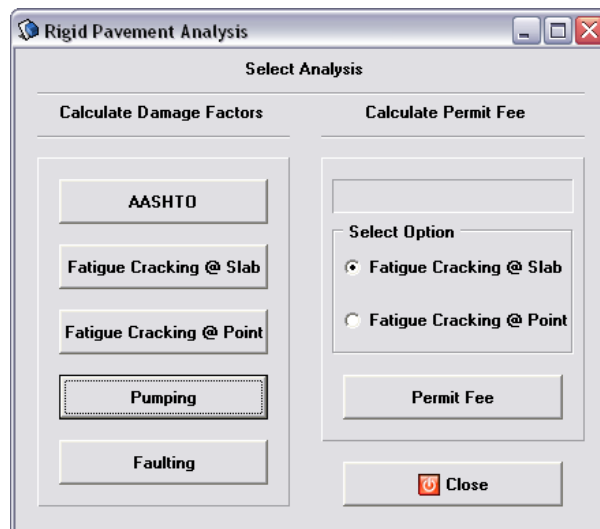 Rigid Pavement Analysis
Select Analysis
Calculate Damage Factors
AASHTO
Fatigue Cracking @ Slab
Fatigue Cracking @ Point
Pumping
Faulting
Calculate Permit Fee
Select Option
Fatigue Cracking @ Slab
Fatigue Cracking @ Point
Permit Fee
Close